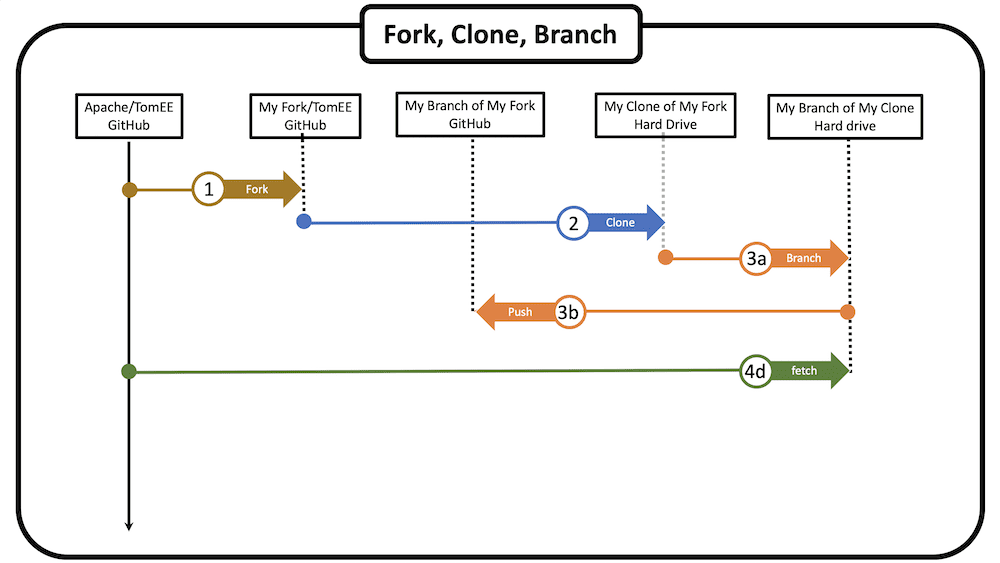 Fork, Clone, Branch
Apache/TomEE
GitHub
My Fork/TomEE
GitHub
My Branch of My Fork
GitHub
My Clone of My Fork
Hard Drive
My Branch of My Clone
Hard drive
1 Fork
2 Clone
3a Branch
Push 3b
4d fetch